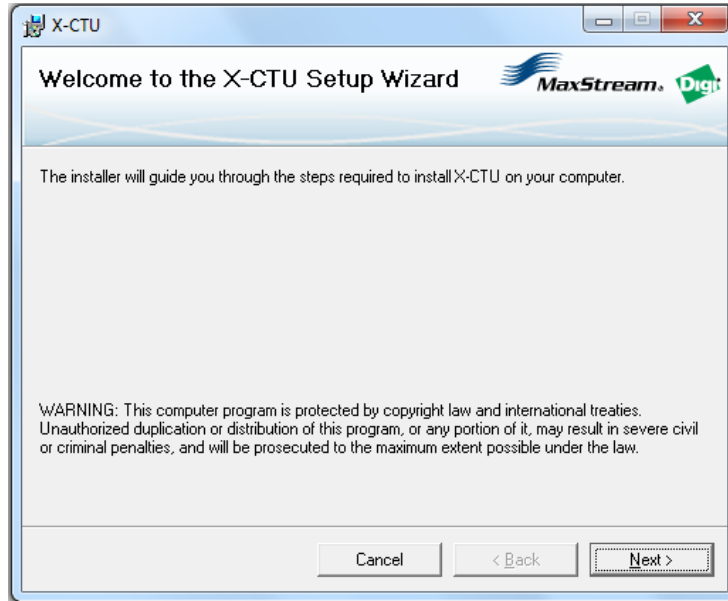 X-CTU
Welcome to the X-CTU Setup Wizard
MaxStream®
Digi
The installer will guide you through the steps required to install X-CTU on your computer.
WARNING: This computer program is protected by copyright law and international treaties.
Unauthorized duplication or distribution of this program, or any portion of it, may result in severe civil
or criminal penalties, and will be prosecuted to the maximum extent possible under the law.
Cancel
< Back
Next >